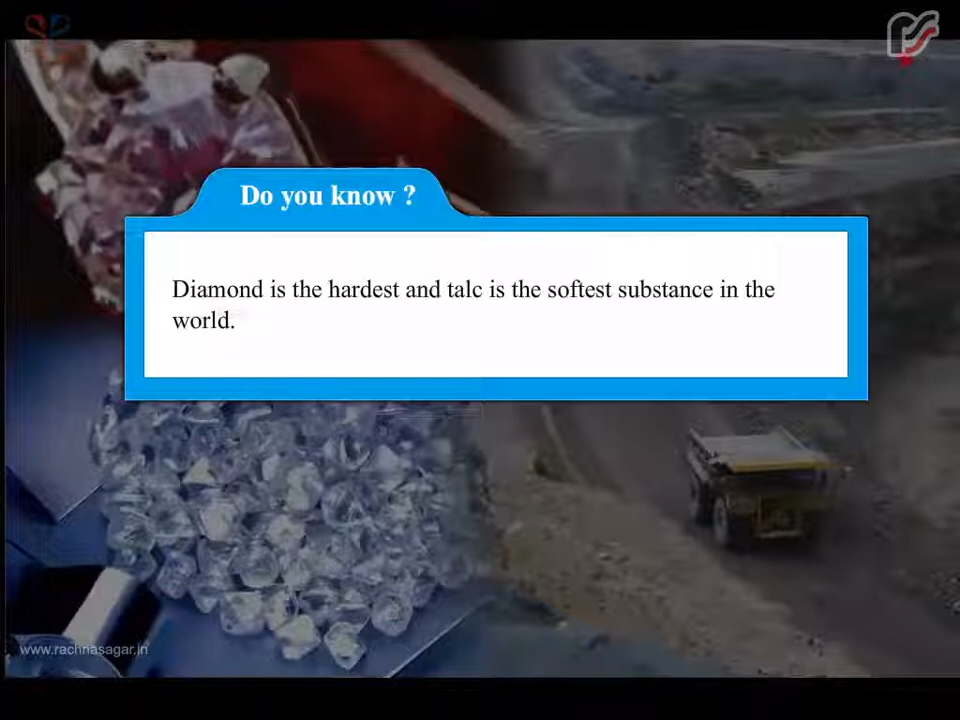 Do you know ?
Diamond is the hardest and talc is the softest substance in the
world.
www.rachnasagar.in